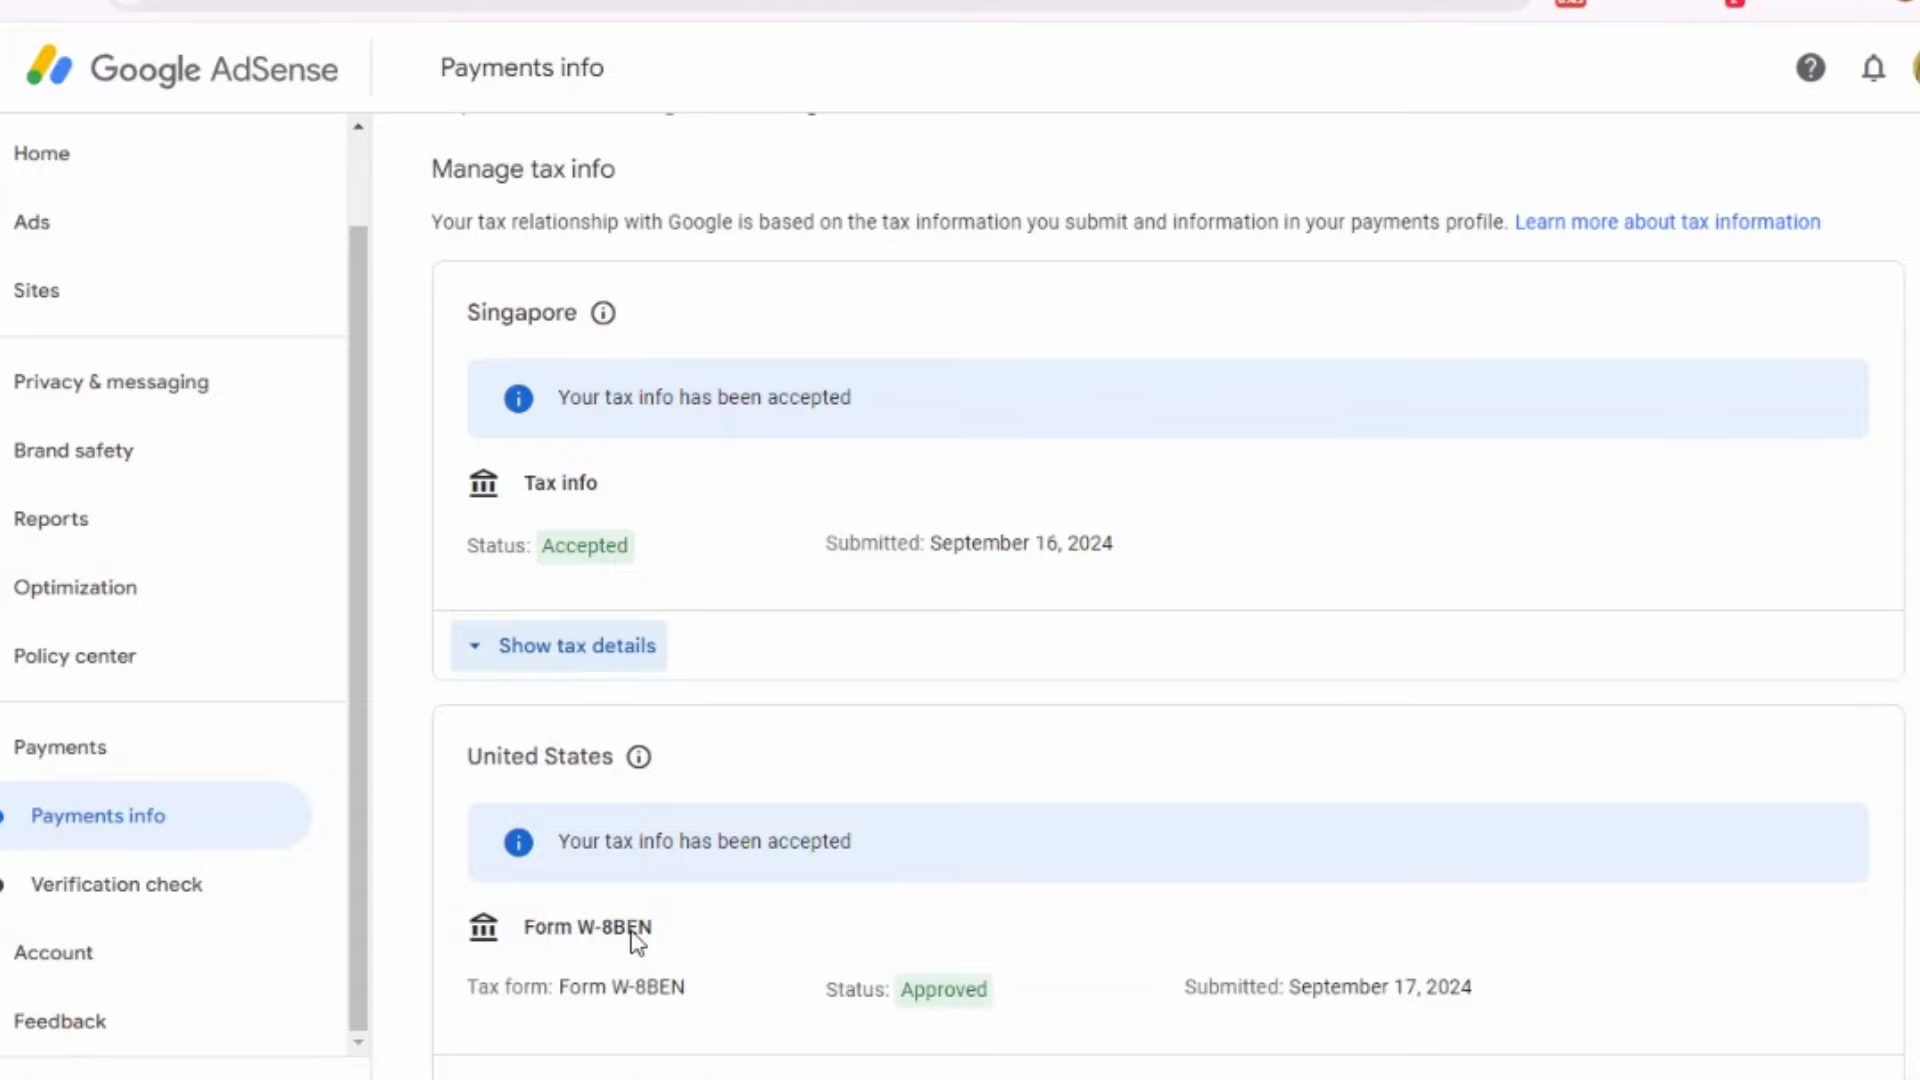 Google AdSense
Payments info
Home
Ads
Sites
Privacy & messaging
Brand safety
Reports
Optimization
Policy center
Payments
Payments info
Verification check
Account
Feedback
Manage tax info
Your tax relationship with Google is based on the tax information you submit and information in your payments profile. Learn more about tax information
Singapore
Your tax info has been accepted
Tax info
Status: Accepted
Submitted: September 16, 2024
Show tax details
United States
Your tax info has been accepted
Form W-8BEN
Tax form: Form W-8BEN
Status: Approved
Submitted: September 17, 2024